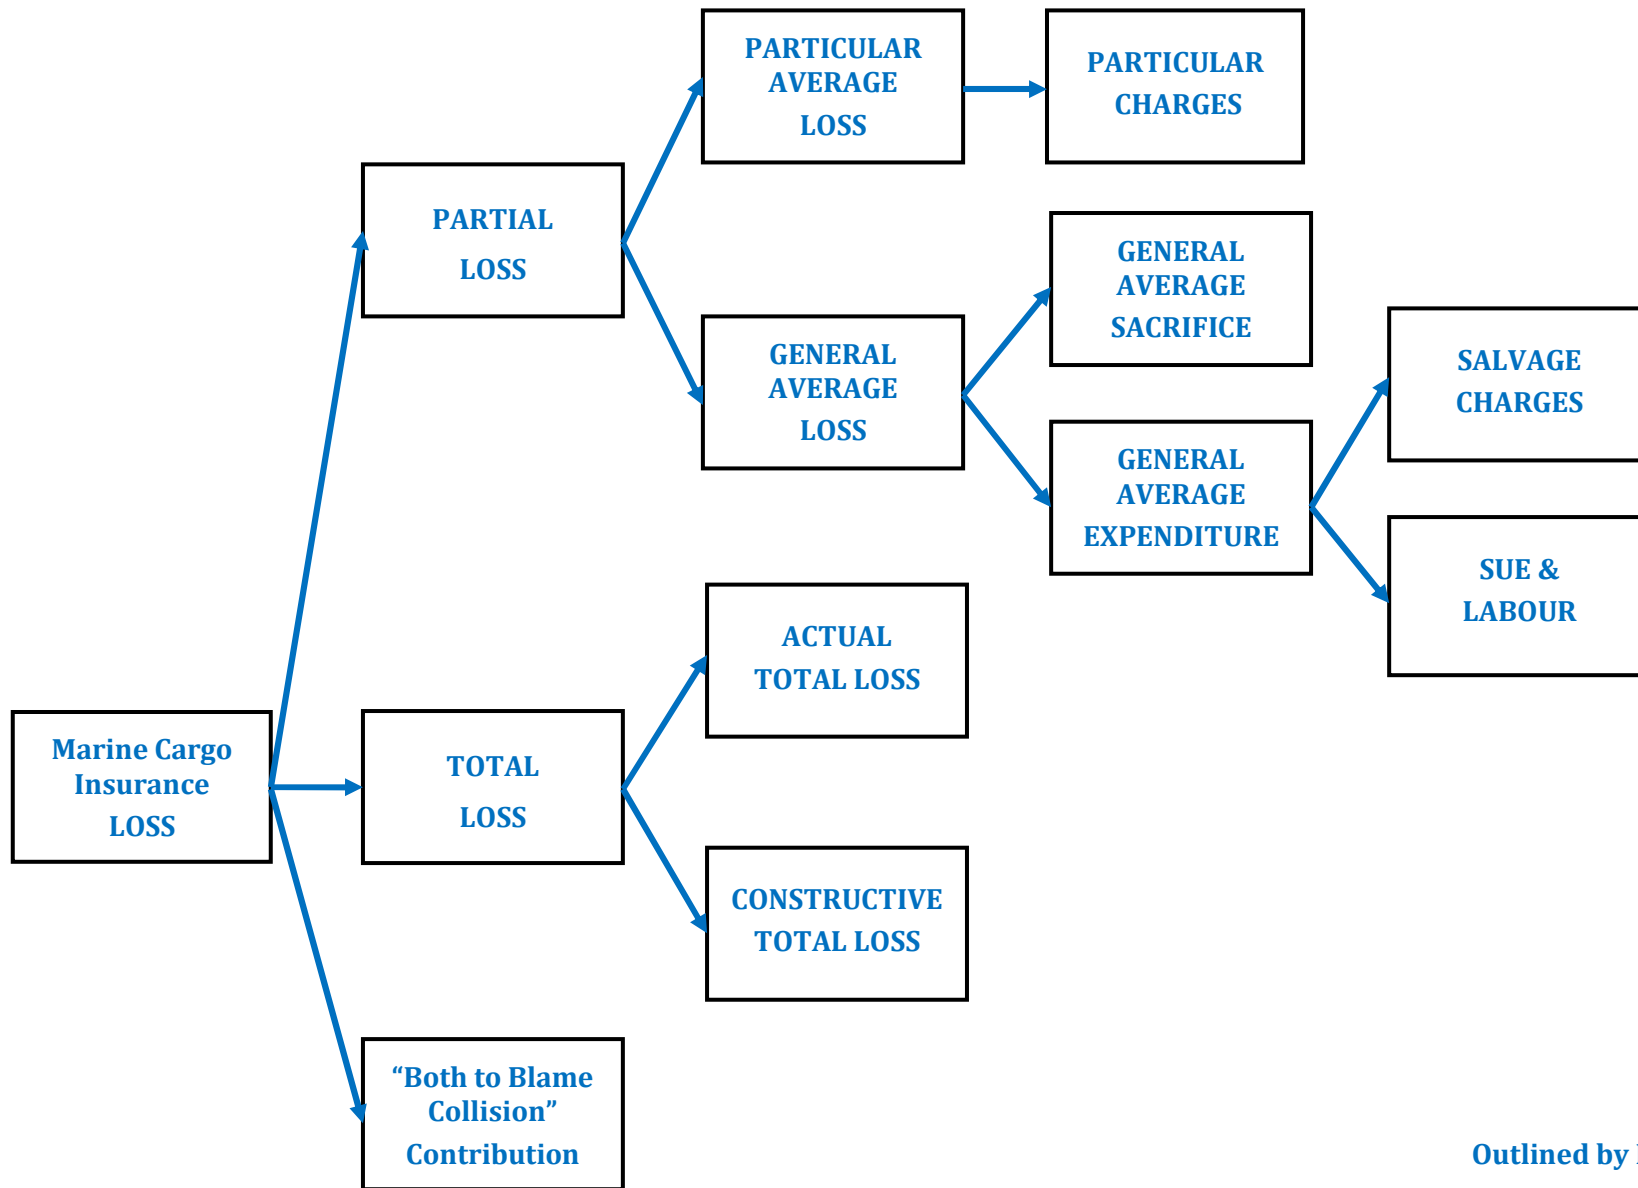 PARTICULAR
AVERAGE
LOSS
PARTICULAR
CHARGES
PARTIAL
LOSS
GENERAL
AVERAGE
SACRIFICE
GENERAL
AVERAGE
LOSS
SALVAGE
CHARGES
GENERAL
AVERAGE
EXPENDITURE
SUE &
LABOUR
ACTUAL
TOTAL LOSS
Marine Cargo
Insurance
LOSS
TOTAL
LOSS
CONSTRUCTIVE
TOTAL LOSS
“Both to Blame
Collision”
Contribution
Outlined by